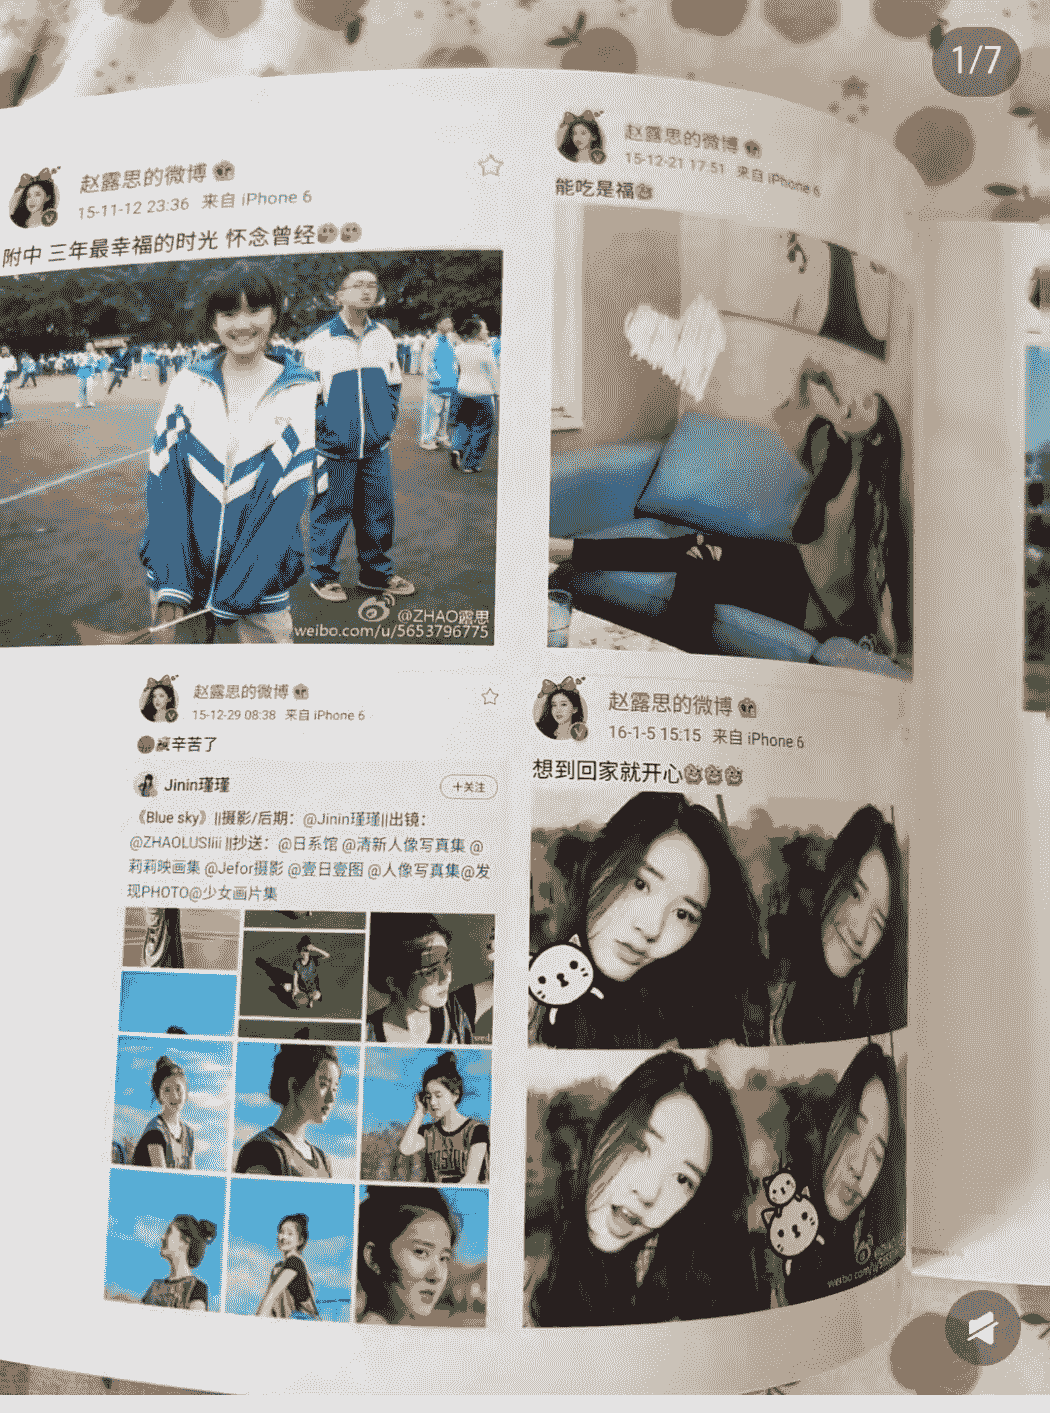 1/7
赵露思的微博
15-11-12 23:36 来自 iPhone 6
附中 三年最幸福的时光 怀念曾经
@ZHAO露思
weibo.com/u/5653796775
赵露思的微博
15-12-21 17:51 来自 iPhone 6
能吃是福
赵露思的微博
15-12-29 08:38 来自 iPhone 6
辛苦了
Jinin瑾瑾
+关注
《Blue sky》||摄影/后期：@Jinin瑾瑾||出镜：
@ZHAOLUSIiii ||抄送：@日系馆 @清新人像写真集 @
莉莉映画集 @Jefor摄影 @壹日壹图 @人像写真集@发
现PHOTO@少女画片集
赵露思的微博
16-1-5 15:15 来自 iPhone 6
想到回家就开心